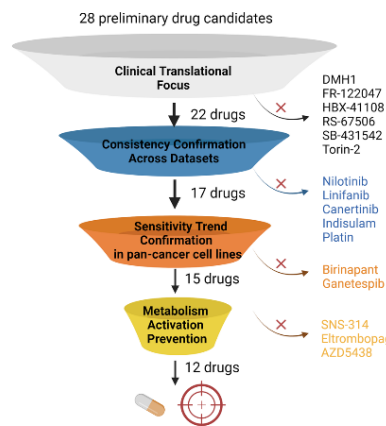 28 preliminary drug candidates
Clinical Translational
Focus
DMH1
FR-122047
HBX-41108
RS-67506
SB-431542
Torin-2
22 drugs
Consistency Confirmation
Across Datasets
Nilotinib
Linifanib
Canertinib
Indisulam
Platin
17 drugs
Sensitivity Trend
Confirmation
in pan-cancer cell lines
Birinapant
Ganetespib
15 drugs
Metabolism
Activation
Prevention
SNS-314
Eltrombopa
AZD5438
12 drugs